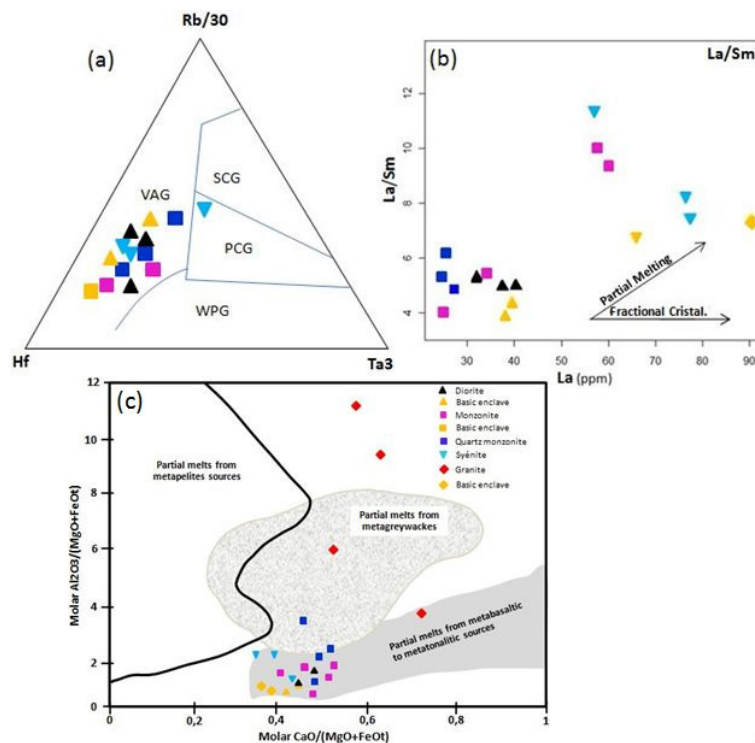 Rb/30
(a)
SCG
VAG
PCG
WPG
Hf
Ta3
(b)
La/Sm
La/Sm
12
10
8
6
4
Partial Melting
Fractional Cristal.
30
40
50
60
70
80
90
La (ppm)
(c)
12
10
8
6
4
2
0
Molar Al2O3/(MgO+FeOt)
Partial melts from
metapelites sources
Partial melts from
metagreywackes
Partial melts from metabasaltic
to metatonalitic sources
Diorite
Basic enclave
Monzonite
Basic enclave
Quartz monzonite
Syénite
Granite
Basic enclave
0
0,2
0,4
0,6
0,8
1
Molar CaO/(MgO+FeOt)